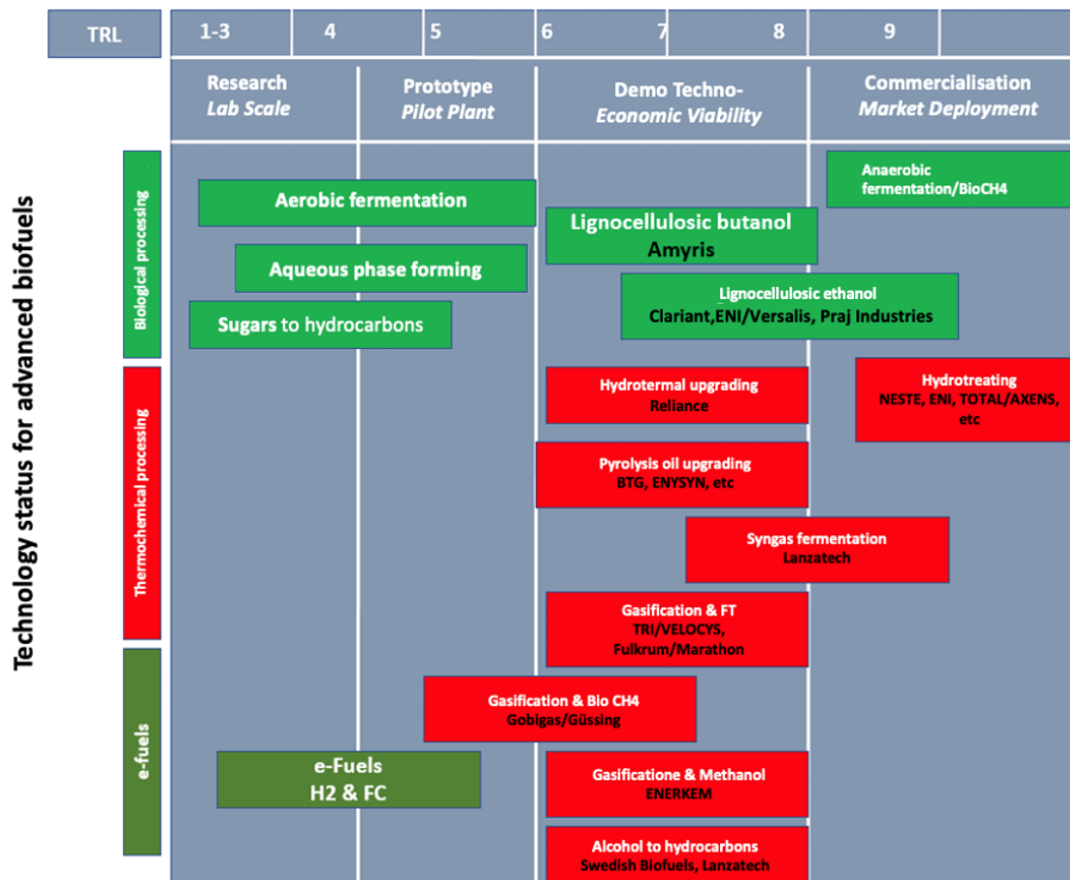 TRL
1-3
4
5
6
7
8
9
Research
Lab Scale
Prototype
Pilot Plant
Demo Techno-
Economic Viability
Commercialisation
Market Deployment
Technology status for advanced biofuels
Biological processing
Anaerobic
fermentation/BioCH4
Aerobic fermentation
Lignocellulosic butanol
Amyris
Aqueous phase forming
Lignocellulosic ethanol
Clariant,ENI/Versalis, Praj Industries
Sugars to hydrocarbons
Thermochemical processing
Hydrotermal upgrading
Reliance
Hydrotreating
NESTE, ENI, TOTAL/AXENS,
etc
Pyrolysis oil upgrading
BTG, ENYSYN, etc
Syngas fermentation
Lanzatech
Gasification & FT
TRI/VELOCYS,
Fulkrum/Marathon
e-fuels
Gasification & Bio CH4
Gobigas/Güssing
e-Fuels
H2 & FC
Gasificatione & Methanol
ENERKEM
Alcohol to hydrocarbons
Swedish Biofuels, Lanzatech